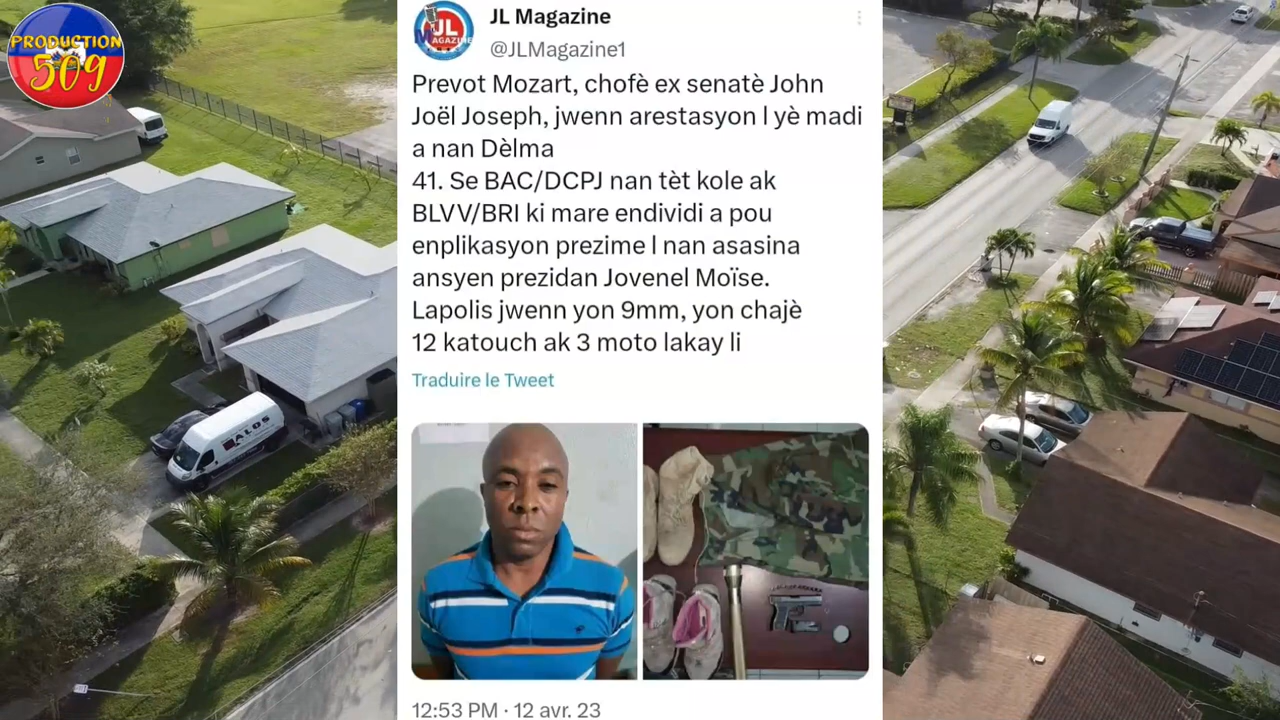 PRODUCTION
509
JL
MAGAZINE
JL Magazine
@JLMagazine1
Prevot Mozart, chofè ex senatè John
Joël Joseph, jwenn arestasyon l yè madi
a nan Dèlma
41. Se BAC/DCPJ nan tèt kole ak
BLVV/BRI ki mare endividi a pou
enplikasyon prezime l nan asasina
ansyen prezidan Jovenel Moïse.
Lapolis jwenn yon 9mm, yon chajè
12 katouch ak 3 moto lakay li
Traduire le Tweet
ALOS
12:53 PM · 12 avr. 23